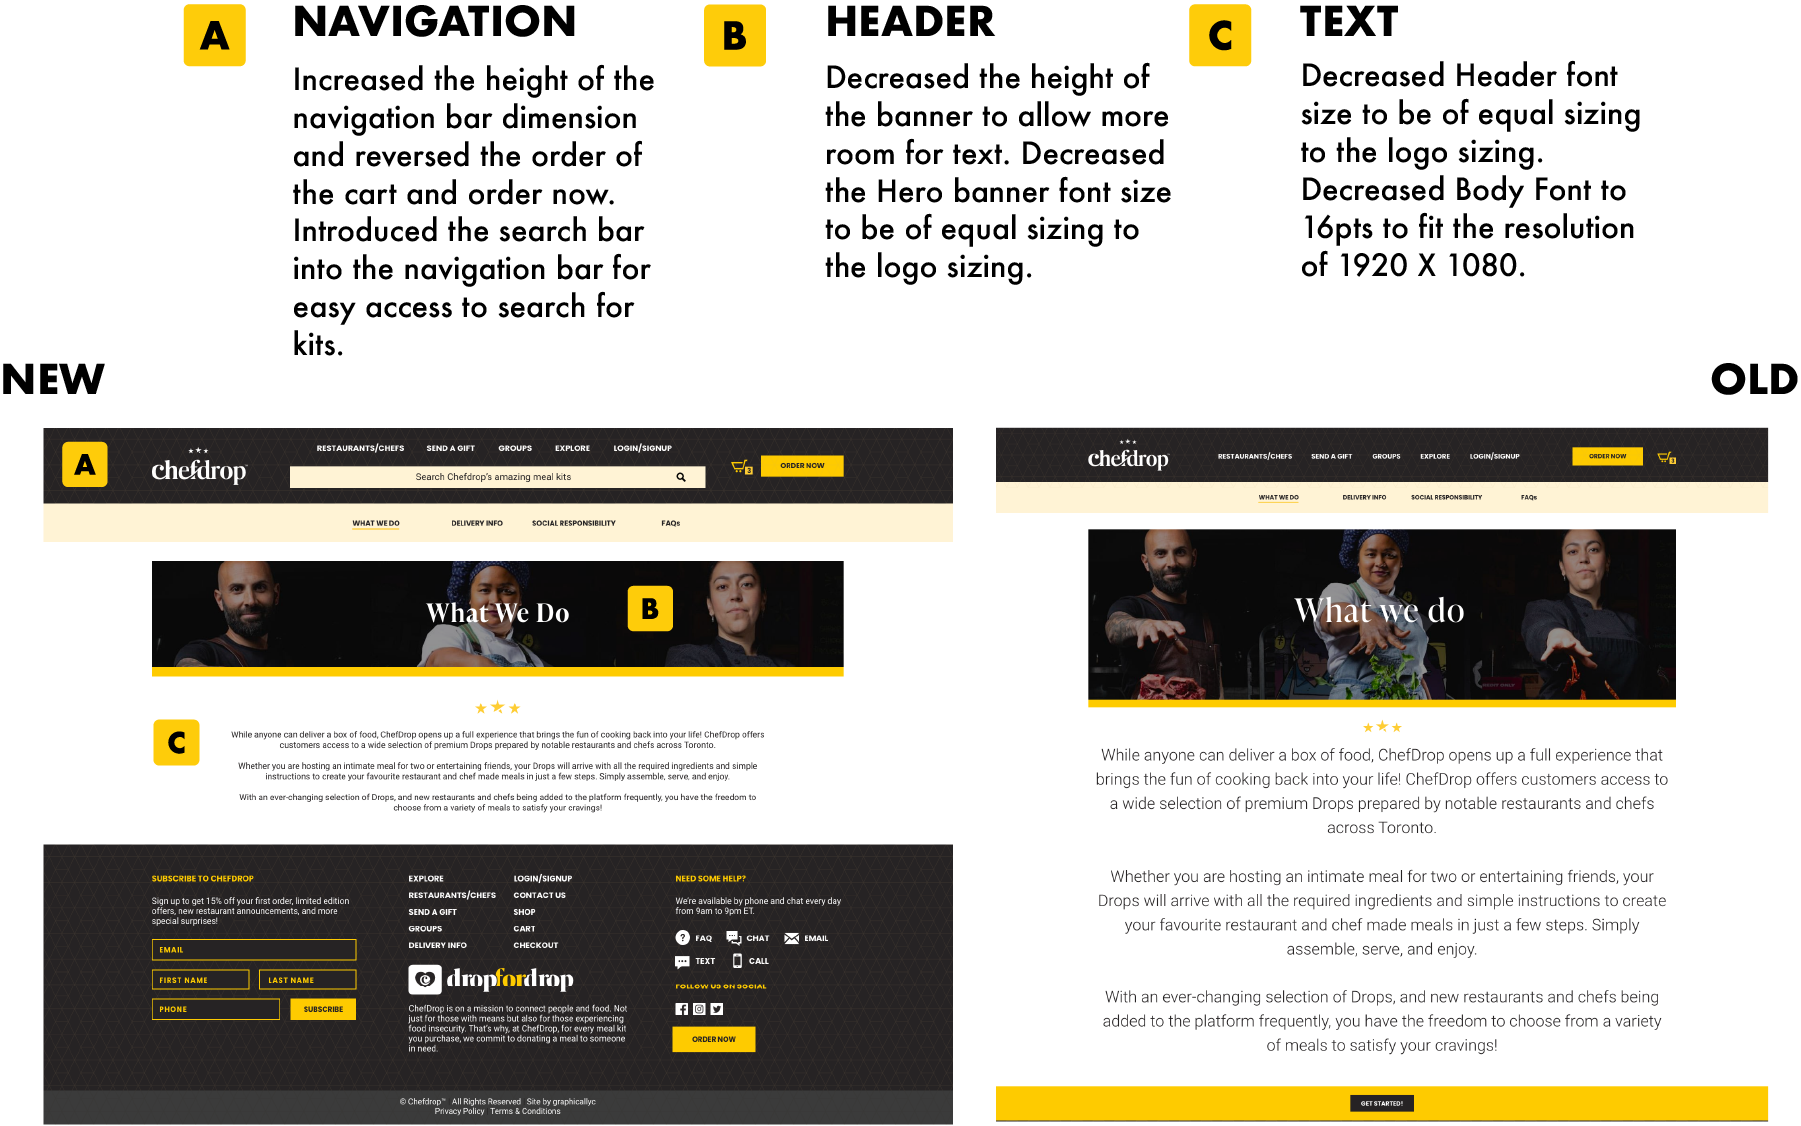 A
NAVIGATION
Increased the height of the
navigation bar dimension
and reversed the order of
the cart and order now.
Introduced the search bar
into the navigation bar for
easy access to search for
kits.
B
HEADER
Decreased the height of
the banner to allow more
room for text. Decreased
the Hero banner font size
to be of equal sizing to
the logo sizing.
C
TEXT
Decreased Header font
size to be of equal sizing
to the logo sizing.
Decreased Body Font to
16pts to fit the resolution
of 1920 X 1080.
NEW
OLD
A
chefdrop
RESTAURANTS/CHEFS SEND A GIFT GROUPS EXPLORE LOGIN/SIGNUP
Search Chefdrop's amazing meal kits
3
ORDER NOW
WHAT WE DO DELIVERY INFO SOCIAL RESPONSIBILITY FAQs
What We Do
B
C
While anyone can deliver a box of food, ChefDrop opens up a full experience that brings the fun of cooking back into your life! ChefDrop offers
customers access to a wide selection of premium Drops prepared by notable restaurants and chefs across Toronto.
Whether you are hosting an intimate meal for two or entertaining friends, your Drops will arrive with all the required ingredients and simple
instructions to create your favourite restaurant and chef made meals in just a few steps. Simply assemble, serve, and enjoy.
With an ever-changing selection of Drops, and new restaurants and chefs being added to the platform frequently, you have the freedom to
choose from a variety of meals to satisfy your cravings!
SUBSCRIBE TO CHEFDROP
Sign up to get 15% off your first order, limited edition
offers, new restaurant announcements, and more
special surprises!
EMAIL
FIRST NAME LAST NAME
PHONE SUBSCRIBE
EXPLORE LOGIN/SIGNUP
RESTAURANTS/CHEFS CONTACT US
SEND A GIFT SHOP
GROUPS CART
DELIVERY INFO CHECKOUT
dropfordrop
ChefDrop is on a mission to connect people and food. Not
just for those with means but also for those experiencing
food insecurity. That's why, at ChefDrop, for every meal kit
you purchase, we commit to donating a meal to someone
in need.
NEED SOME HELP?
We're available by phone and chat every day
from 9am to 9pm ET.
? FAQ CHAT EMAIL
TEXT CALL
FOLLOW US ON SOCIAL
ORDER NOW
© Chefdrop™ All Rights Reserved Site by graphicallyc
Privacy Policy Terms & Conditions
chefdrop
RESTAURANTS/CHEFS SEND A GIFT GROUPS EXPLORE LOGIN/SIGNUP
ORDER NOW
3
WHAT WE DO DELIVERY INFO SOCIAL RESPONSIBILITY FAQs
What we do
While anyone can deliver a box of food, ChefDrop opens up a full experience that
brings the fun of cooking back into your life! ChefDrop offers customers access to
a wide selection of premium Drops prepared by notable restaurants and chefs
across Toronto.
Whether you are hosting an intimate meal for two or entertaining friends, your
Drops will arrive with all the required ingredients and simple instructions to create
your favourite restaurant and chef made meals in just a few steps. Simply
assemble, serve, and enjoy.
With an ever-changing selection of Drops, and new restaurants and chefs being
added to the platform frequently, you have the freedom to choose from a variety
of meals to satisfy your cravings!
GET STARTED!